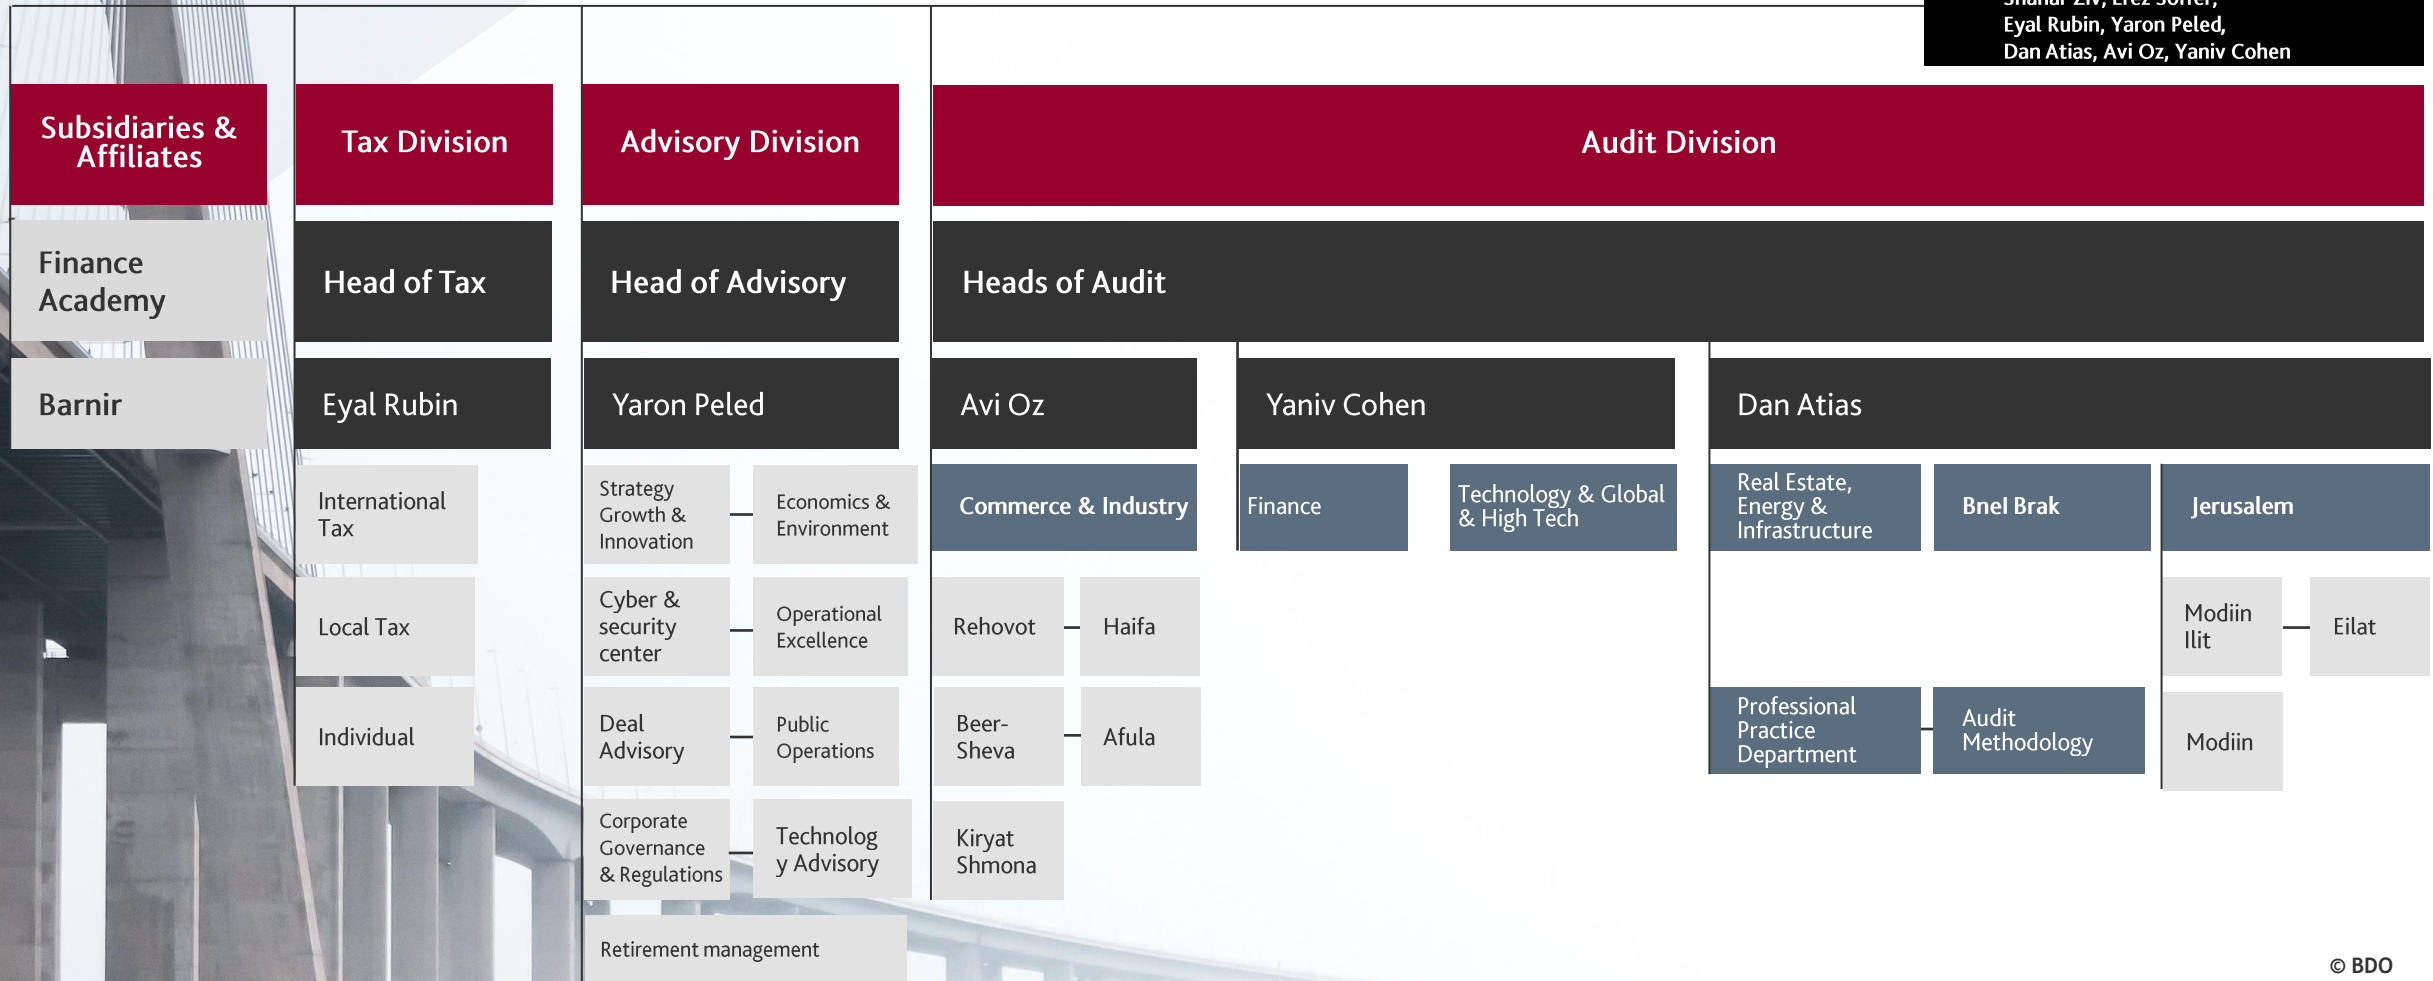 Shahar Ziv, Erez Soffer,
Eyal Rubin, Yaron Peled,
Dan Atias, Avi Oz, Yaniv Cohen
Subsidiaries &
Affiliates
Tax Division
Advisory Division
Audit Division
Finance
Academy
Head of Tax
Head of Advisory
Heads of Audit
Barnir
Eyal Rubin
Yaron Peled
Avi Oz
Yaniv Cohen
Dan Atias
International
Tax
Strategy
Growth &
Innovation
Economics &
Environment
Commerce & Industry
Finance
Technology & Global
& High Tech
Real Estate,
Energy &
Infrastructure
Bnel Brak
Jerusalem
Local Tax
Cyber &
security
center
Operational
Excellence
Rehovot
Haifa
Modiin
Ilit
Eilat
Individual
Deal
Advisory
Public
Operations
Beer-
Sheva
Afula
Professional
Practice
Department
Audit
Methodology
Modiin
Corporate
Governance
& Regulations
Technolog
y Advisory
Kiryat
Shmona
Retirement management
© BDO